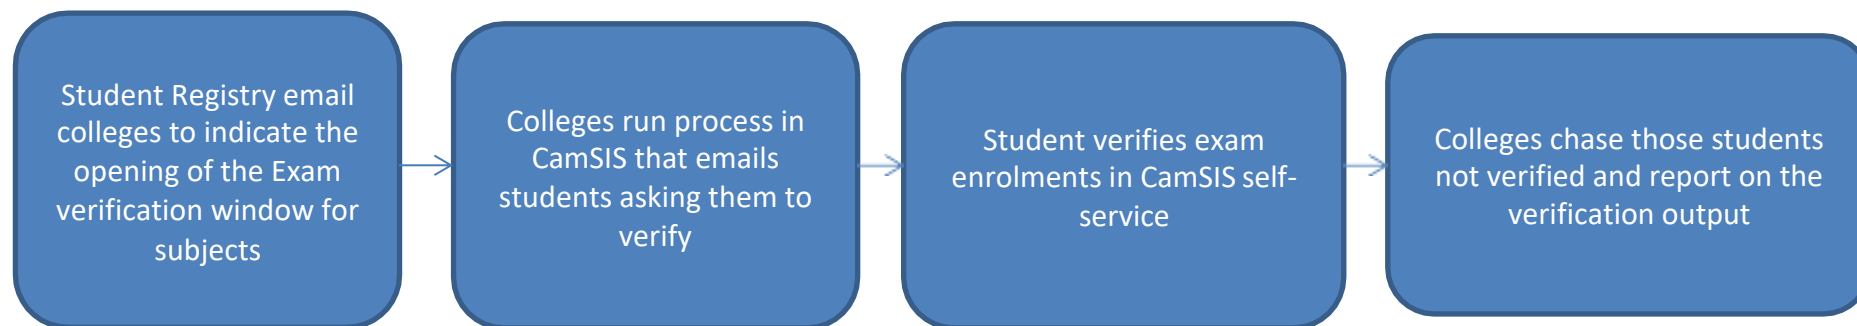 Student Registry email
colleges to indicate the
opening of the Exam
verification window for
subjects
Colleges run process in
CamSIS that emails
students asking them to
verify
Student verifies exam
enrolments in CamSIS self-
service
Colleges chase those students
not verified and report on the
verification output